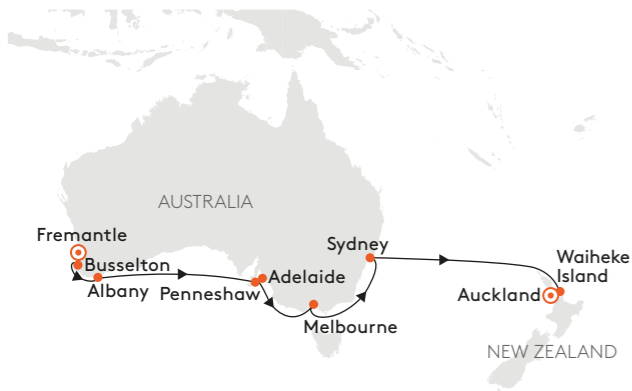 AUSTRALIA
Fremantle
Busselton
Albany
Penneshaw
Adelaide
Melbourne
Sydney
Waiheke
Island
Auckland
NEW ZEALAND